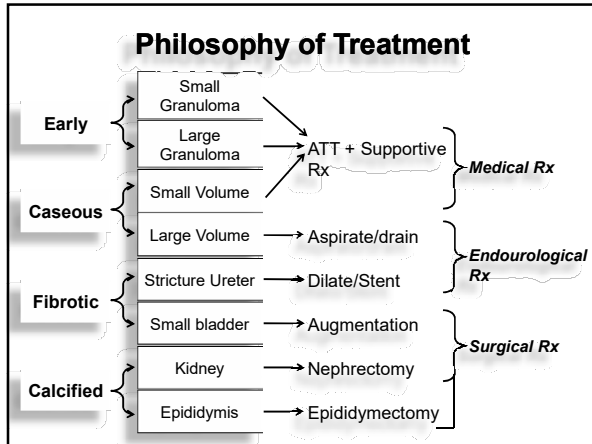 Philosophy of Treatment
Early
Small
Granuloma
Large
Granuloma
ATT + Supportive
Rx
Medical Rx
Caseous
Small Volume
Large Volume
Aspirate/drain
Endourological
Rx
Fibrotic
Stricture Ureter
Dilate/Stent
Small bladder
Augmentation
Surgical Rx
Calcified
Kidney
Nephrectomy
Epididymis
Epididymectomy